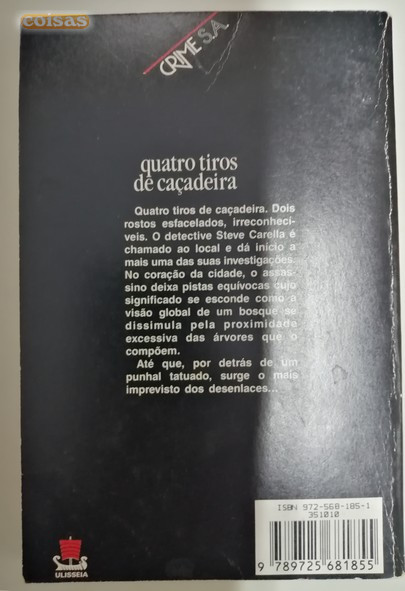 coisas
CRIME S.A.
quatro tiros
de caçadeira
Quatro tiros de caçadeira. Dois
rostos esfacelados, irreconhecí-
veis. O detective Steve Carella é
chamado ao local e dá início a
mais uma das suas investigações.
No coração da cidade, o assas-
sino deixa pistas equívocas cujo
significado se esconde como a
visão global de um bosque se
dissimula pela proximidade
excessiva das árvores que o
compõem.
Até que, por detrás de um
punhal tatuado, surge o mais
imprevisto dos desenlaces...
ISBN 972-568-185-1
351010
9 789725 681855
ULISSEIA